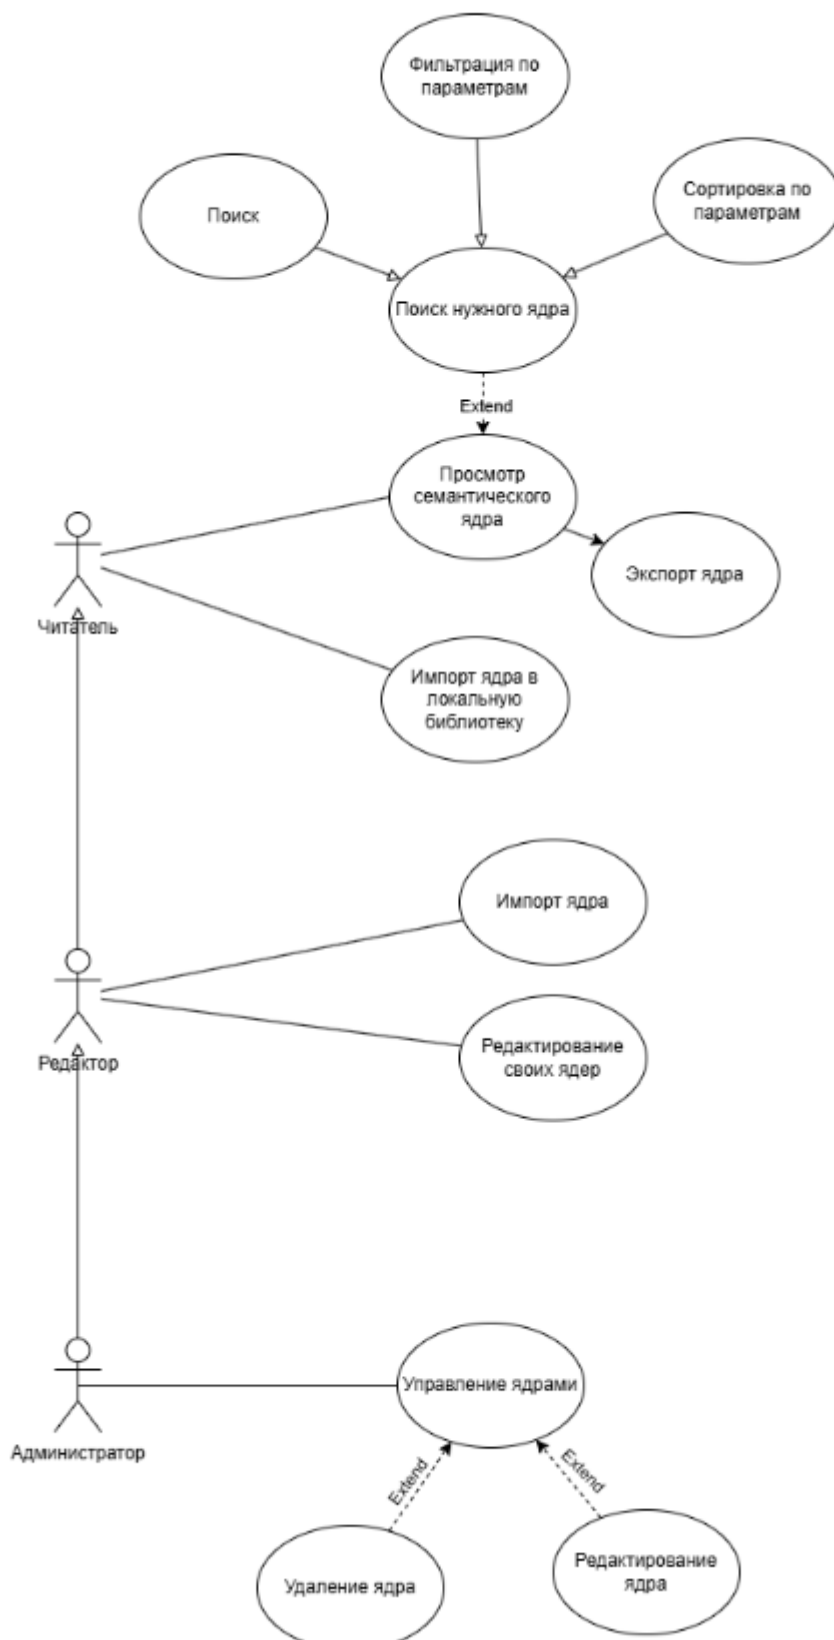 Фильтрация по
параметрам
Поиск
Сортировка по
параметрам
Поиск нужного ядра
Extend
Просмотр
семантического
ядра
Экспорт ядра
Читатель
Импорт ядра в
локальную
библиотеку
Импорт ядра
Редактор
Редактирование
своих ядер
Управление ядрами
Администратор
Extend
Extend
Удаление ядра
Редактирование
ядра